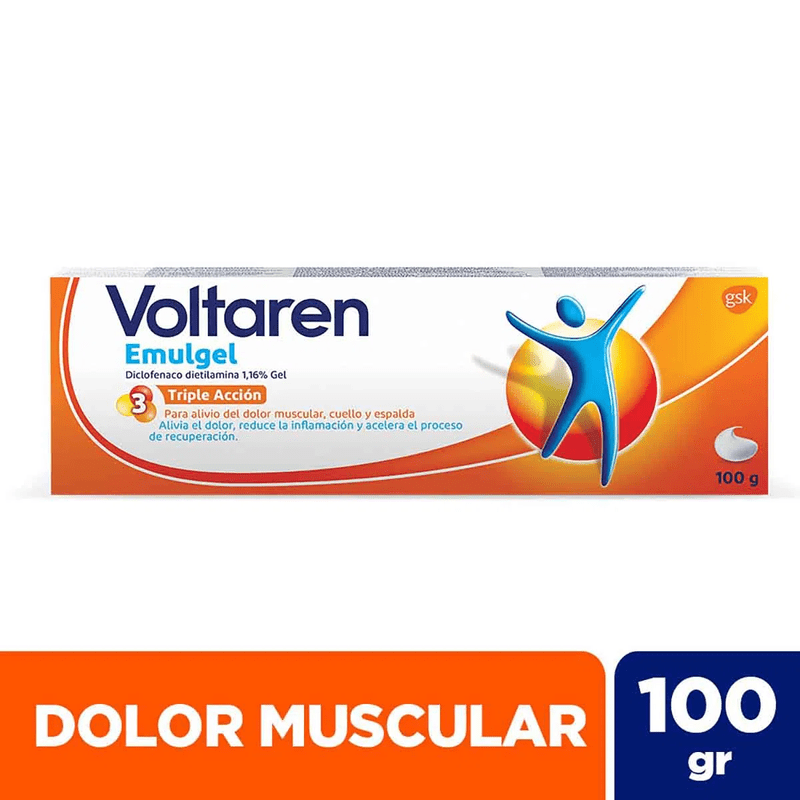 Voltaren
Emulgel
Diclofenaco dietilamina 1,16% Gel
3 Triple Acción
Para alivio del dolor muscular, cuello y espalda
Alivia el dolor, reduce la inflamación y acelera el proceso
de recuperación.
gsk
100 g
DOLOR MUSCULAR
100
gr